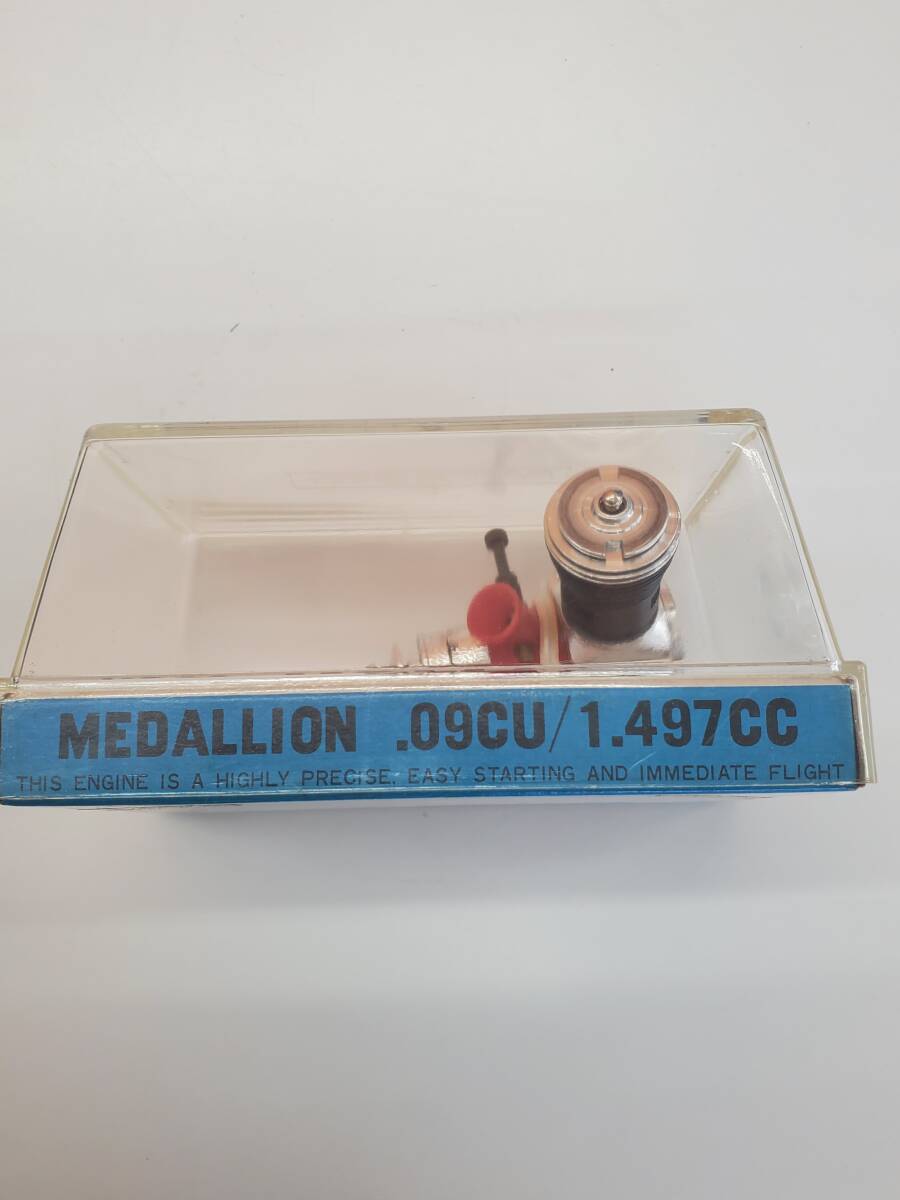 MEDALLION .09CU/1.497CC
THIS ENGINE IS A HIGHLY PRECISE, EASY STARTING AND IMMEDIATE FLIGHT